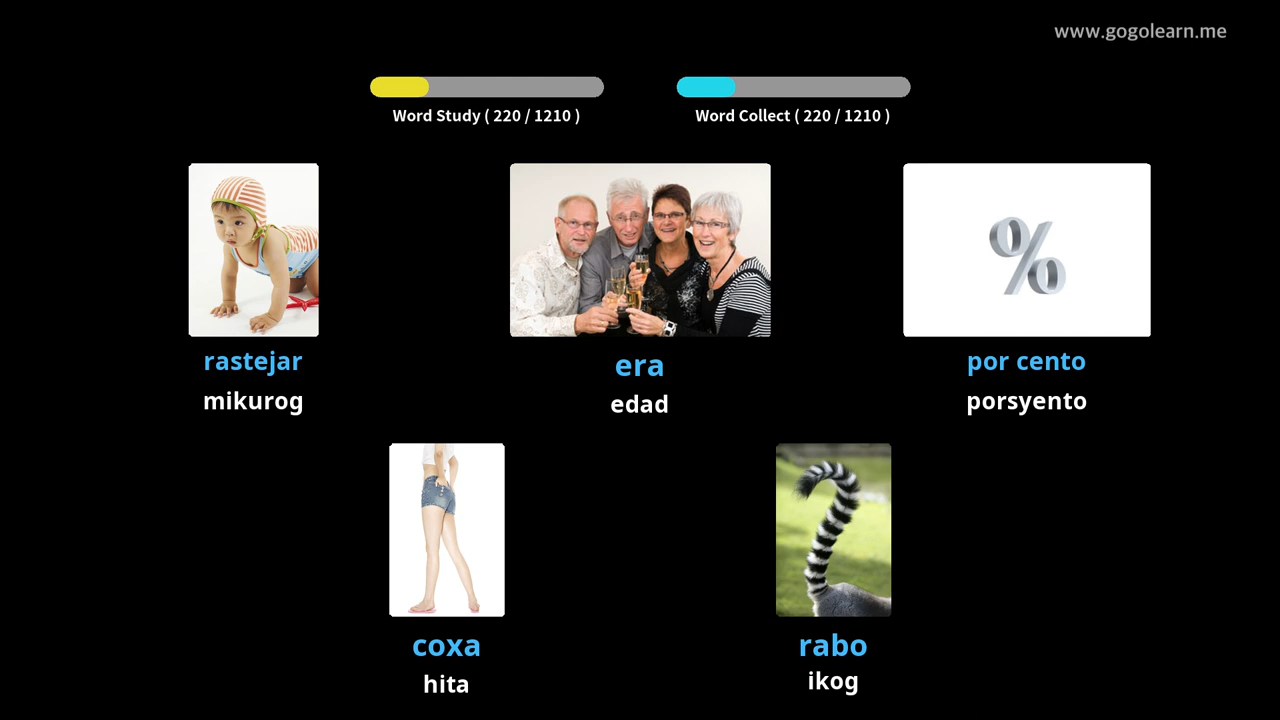 www.gogolearn.me
Word Study ( 220 / 1210 )
Word Collect ( 220 / 1210 )
rastejar
mikurog
era
edad
por cento
porsyento
%
coxa
hita
rabo
ikog